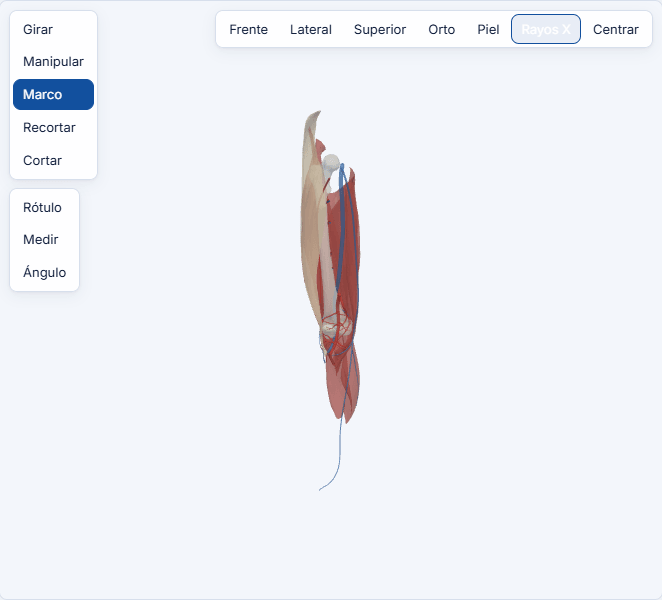 Girar
Manipular
Marco
Recortar
Cortar
Rótulo
Medir
Ángulo
Frente Lateral Superior Orto Piel Rayos X Centrar